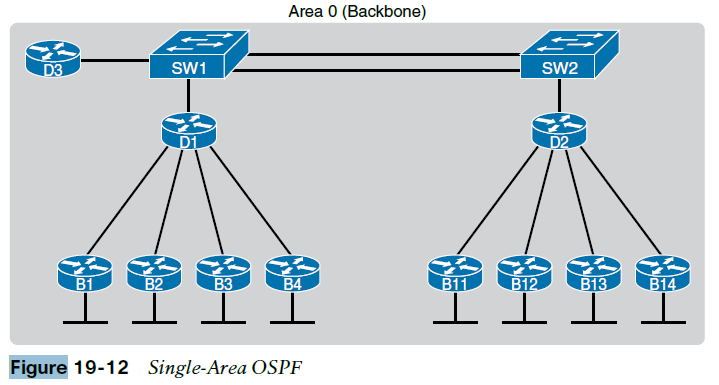 Area 0 (Backbone)
D3 SW1 SW2
D1 D2
B1 B2 B3 B4 B11 B12 B13 B14
Figure 19-12 Single-Area OSPF